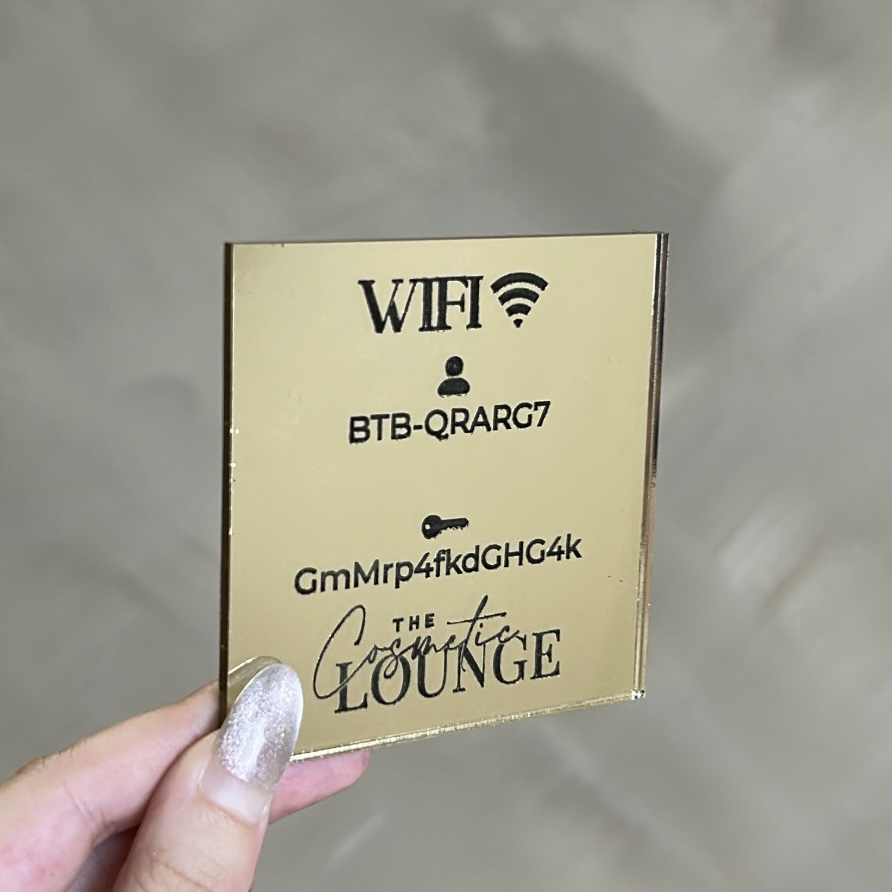 WIFI
BTB-QRARG7
GmMrp4fkdGHG4k
THE
Cosmetic
LOUNGE